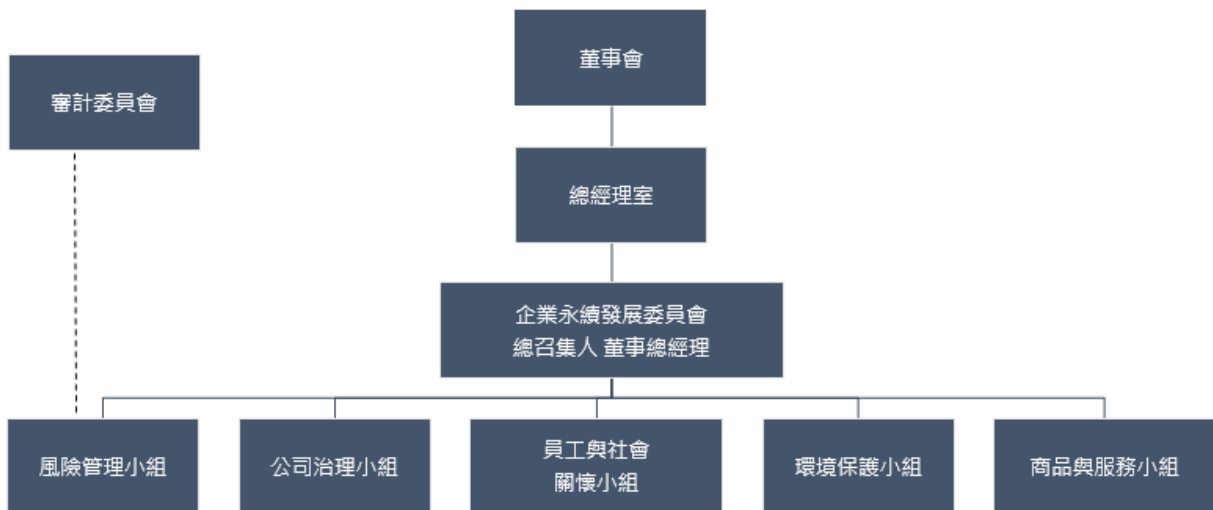 董事會
審計委員會
總經理室
企業永續發展委員會
總召集人 董事總經理
風險管理小組
公司治理小組
員工與社會
關懷小組
環境保護小組
商品與服務小組